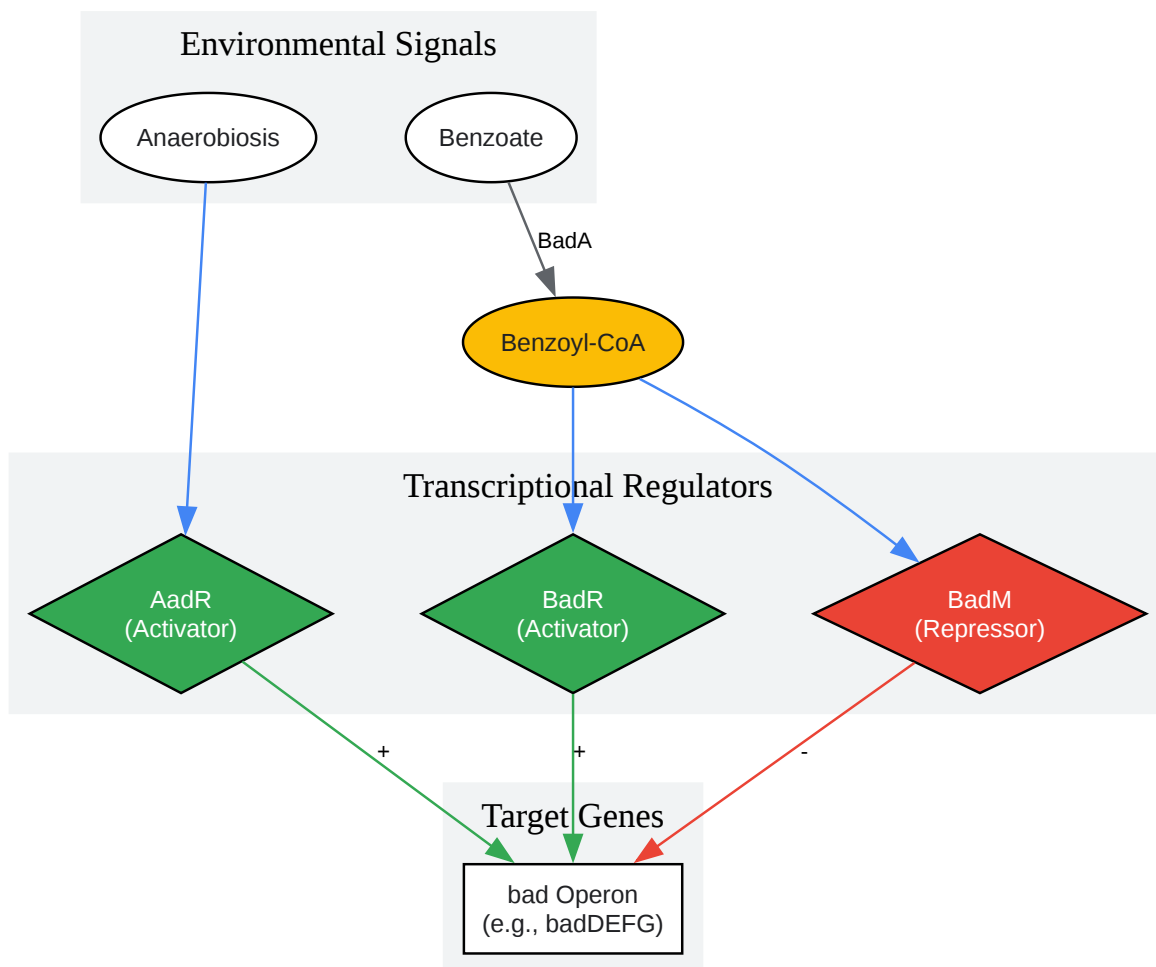 Environmental Signals
Anaerobiosis
Benzoate
BadA
Benzoyl-CoA
Transcriptional Regulators
AadR
(Activator)
BadR
(Activator)
BadM
(Repressor)
+
+
-
Target Genes
bad Operon
(e.g., badDEFG)